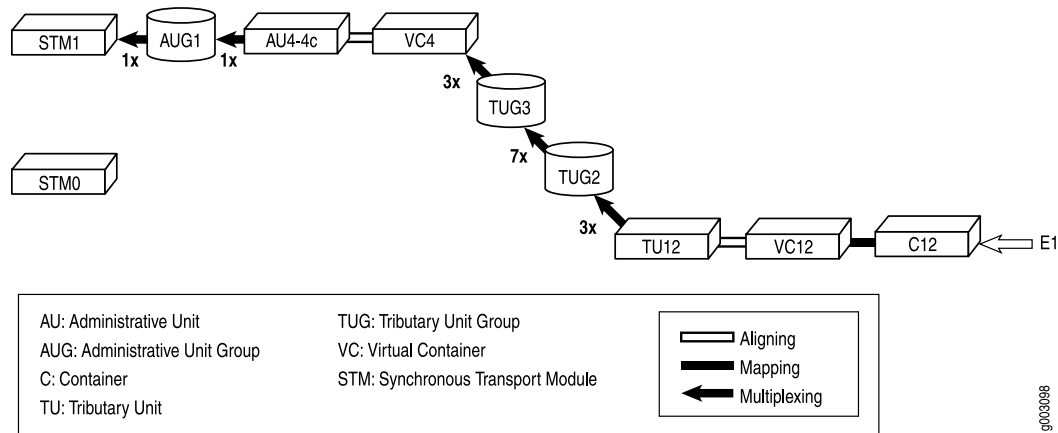 STM1
1x
AUG1
1x
AU4-4c
VC4
3x
TUG3
7x
TUG2
STM0
3x
TU12
VC12
C12
E1
AU: Administrative Unit
AUG: Administrative Unit Group
C: Container
TU: Tributary Unit
TUG: Tributary Unit Group
VC: Virtual Container
STM: Synchronous Transport Module
Aligning
Mapping
Multiplexing
g003098